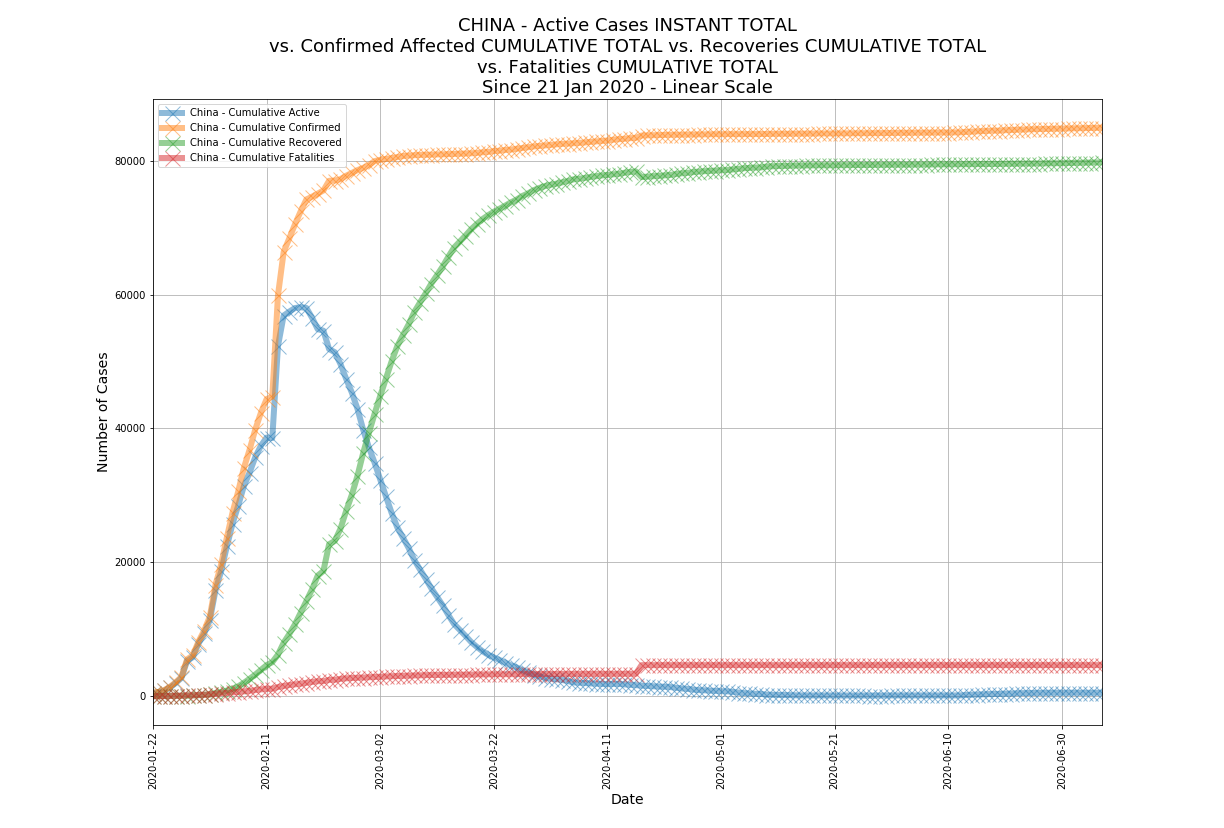 CHINA - Active Cases INSTANT TOTAL
vs. Confirmed Affected CUMULATIVE TOTAL vs. Recoveries CUMULATIVE TOTAL
vs. Fatalities CUMULATIVE TOTAL
Since 21 Jan 2020 - Linear Scale
China - Cumulative Active
China - Cumulative Confirmed
China - Cumulative Recovered
China - Cumulative Fatalities
80000
60000
40000
20000
0
Number of Cases
2020-01-22
2020-02-11
2020-03-02
2020-03-22
2020-04-11
2020-05-01
2020-05-21
2020-06-10
2020-06-30
Date